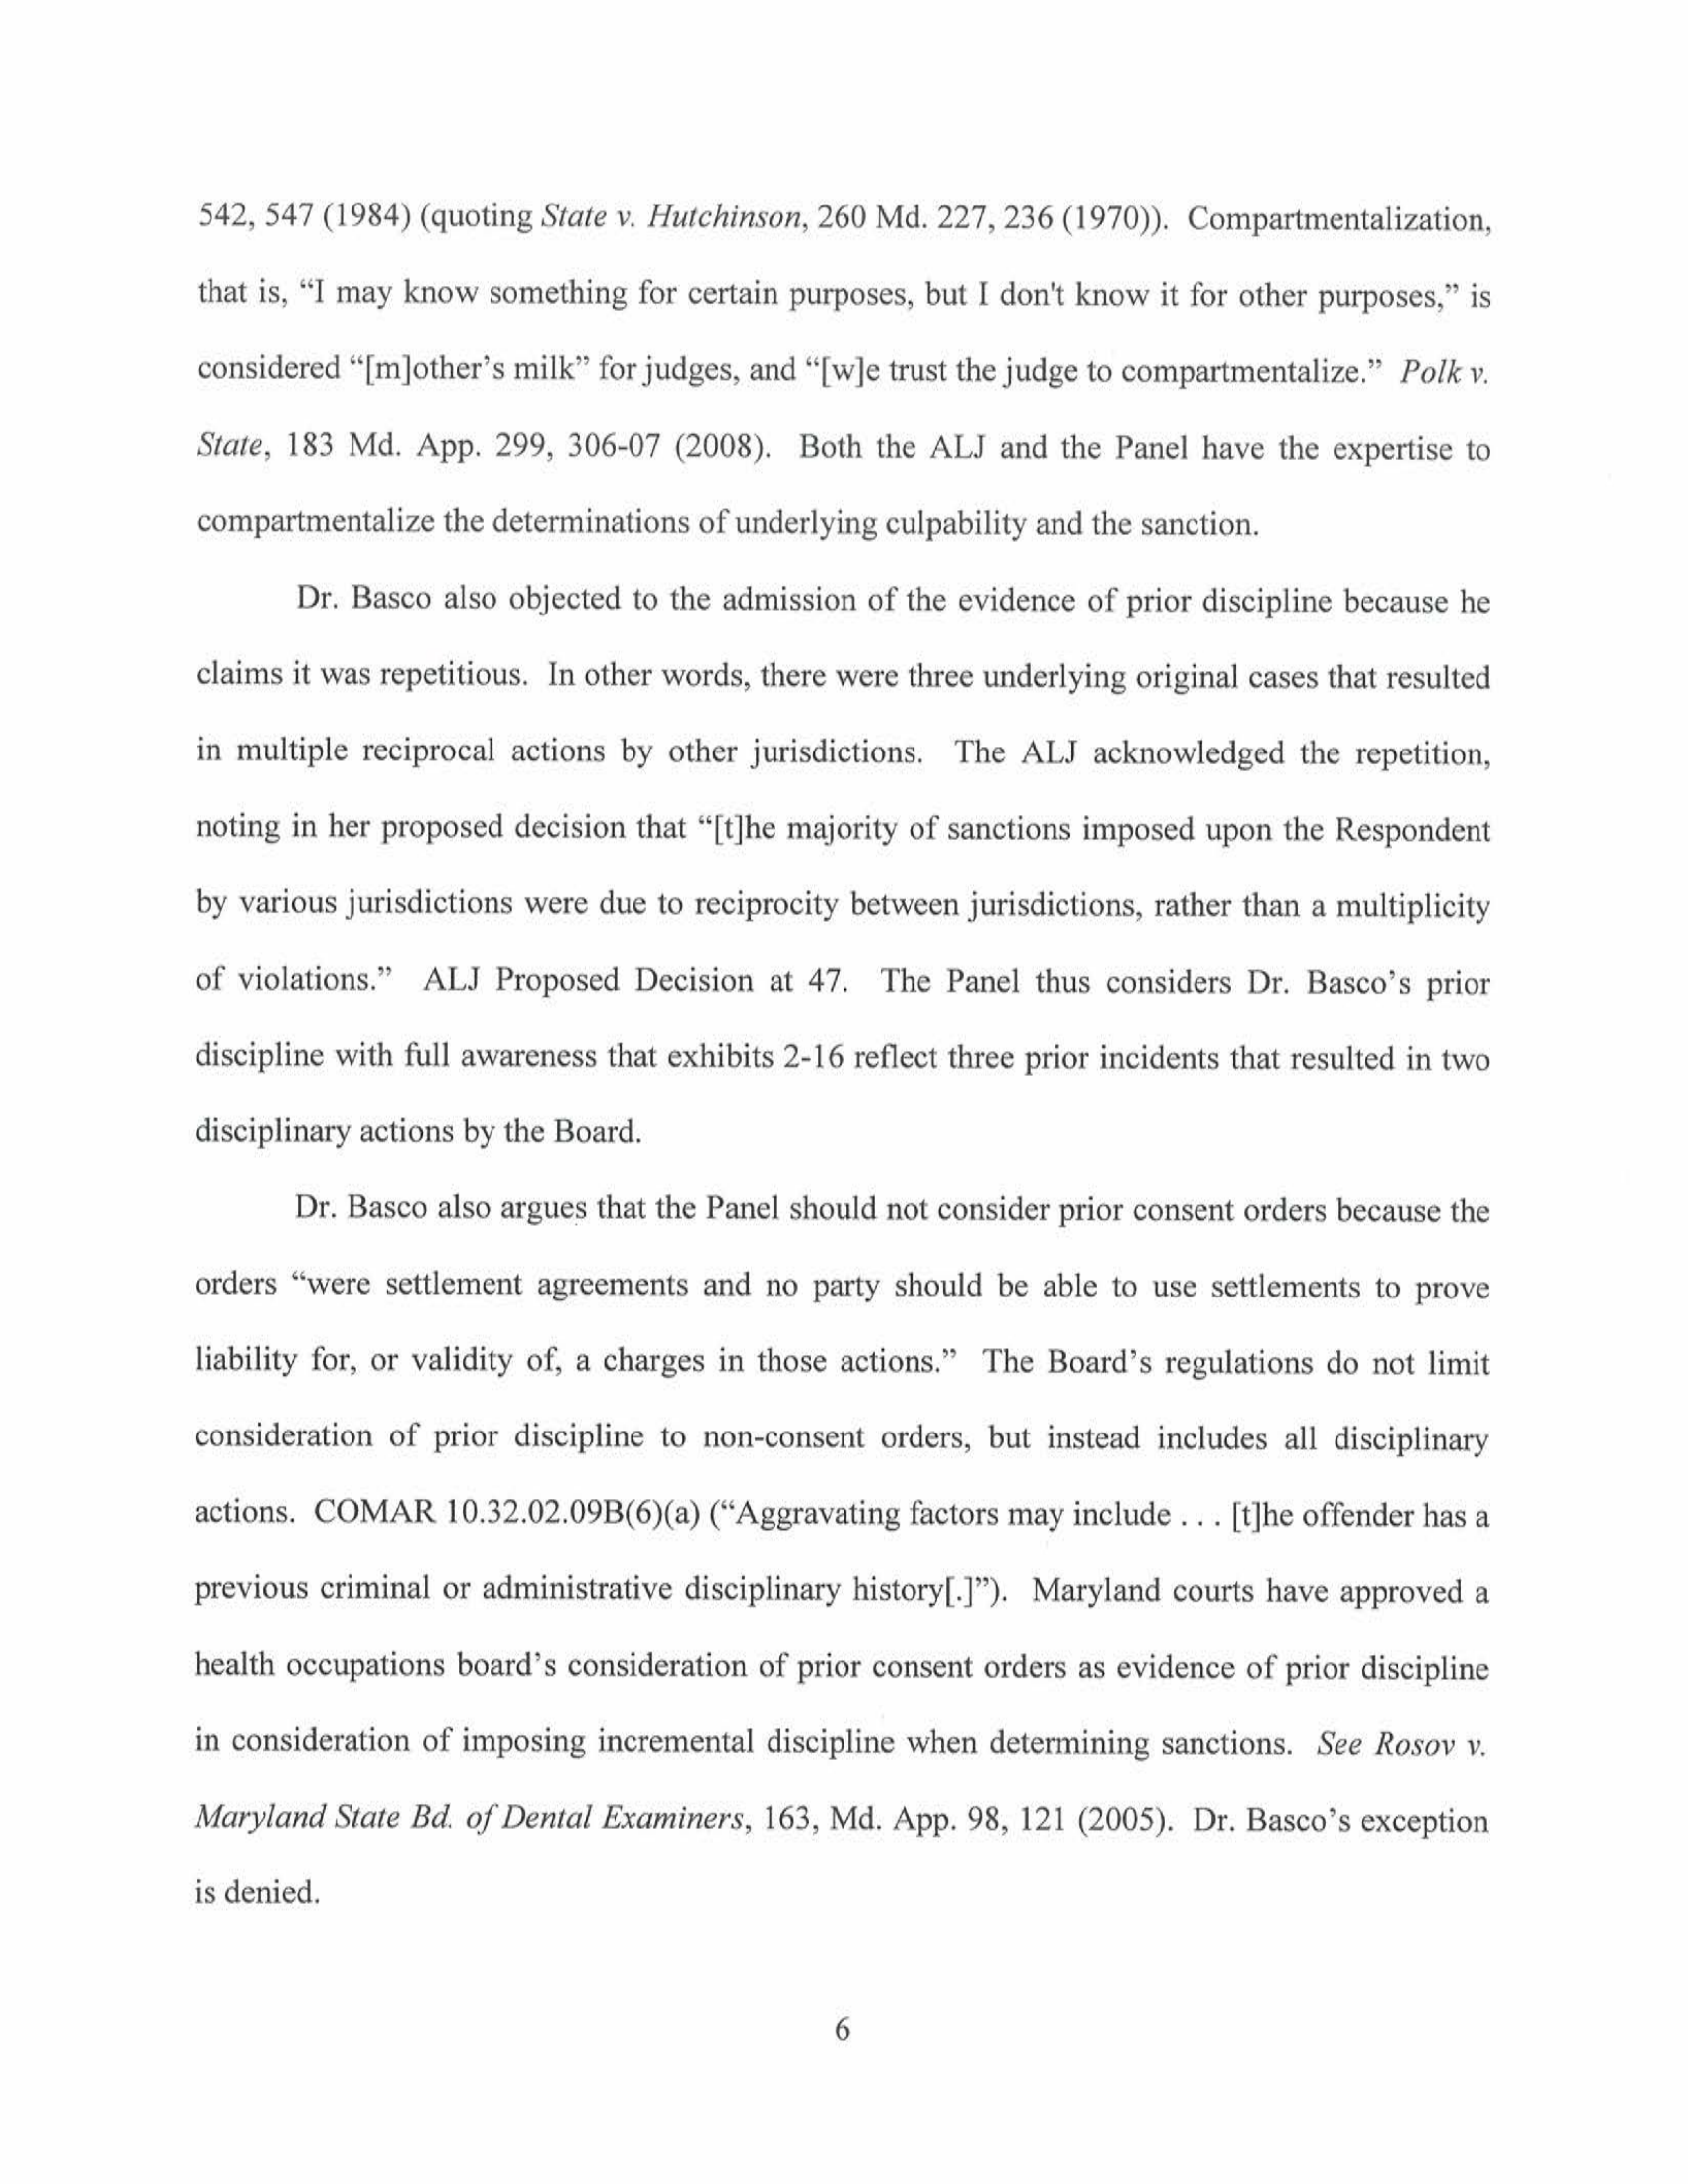 542, 547 (1984) (quoting State v. Hutchinson, 260 Md. 227, 236 (1970)). Compartmentalization,
that is, “I may know something for certain purposes, but I don't know it for other purposes,” is
considered “[m]other’s milk” for judges, and “[w]e trust the judge to compartmentalize.” Polk v.
State, 183 Md. App. 299, 306-07 (2008). Both the ALJ and the Panel have the expertise to
compartmentalize the determinations of underlying culpability and the sanction.
Dr. Basco also objected to the admission of the evidence of prior discipline because he
claims it was repetitious. In other words, there were three underlying original cases that resulted
in multiple reciprocal actions by other jurisdictions. The ALJ acknowledged the repetition,
noting in her proposed decision that “[t]he majority of sanctions imposed upon the Respondent
by various jurisdictions were due to reciprocity between jurisdictions, rather than a multiplicity
of violations.” ALJ Proposed Decision at 47. The Panel thus considers Dr. Basco’s prior
discipline with full awareness that exhibits 2-16 reflect three prior incidents that resulted in two
disciplinary actions by the Board.
Dr. Basco also argues that the Panel should not consider prior consent orders because the
orders “were settlement agreements and no party should be able to use settlements to prove
liability for, or validity of, a charges in those actions.” The Board’s regulations do not limit
consideration of prior discipline to non-consent orders, but instead includes all disciplinary
actions. COMAR 10.32.02.09B(6)(a) (“Aggravating factors may include . . . [t]he offender has a
previous criminal or administrative disciplinary history[.]”). Maryland courts have approved a
health occupations board’s consideration of prior consent orders as evidence of prior discipline
in consideration of imposing incremental discipline when determining sanctions. See Rosov v.
Maryland State Bd. of Dental Examiners, 163, Md. App. 98, 121 (2005). Dr. Basco’s exception
is denied.
6